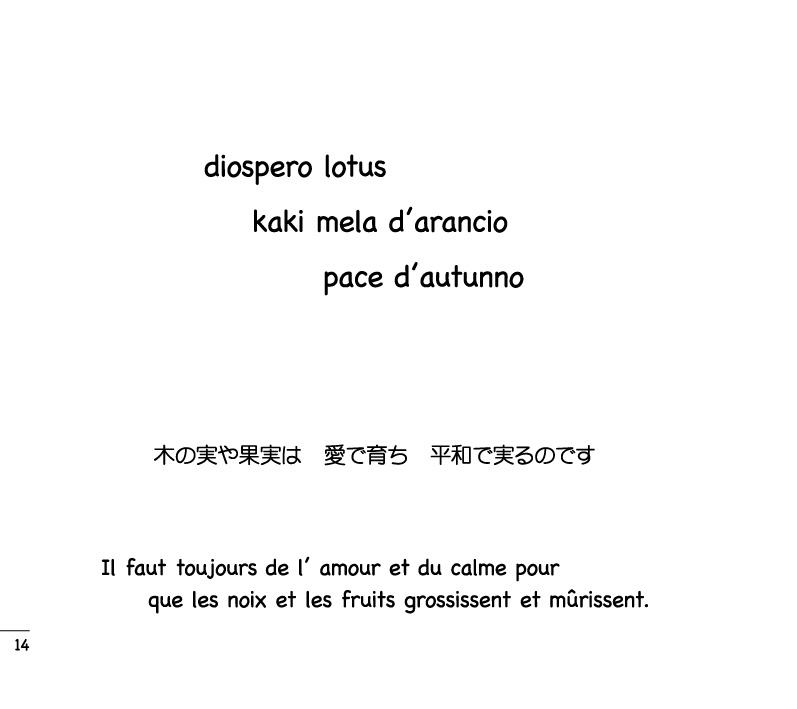 diospero lotus
kaki mela d’arancio
pace d’autunno
木の実や果実は　愛で育ち　平和で実るのです
Il faut toujours de l’ amour et du calme pour
que les noix et les fruits grossissent et mûrissent.
14